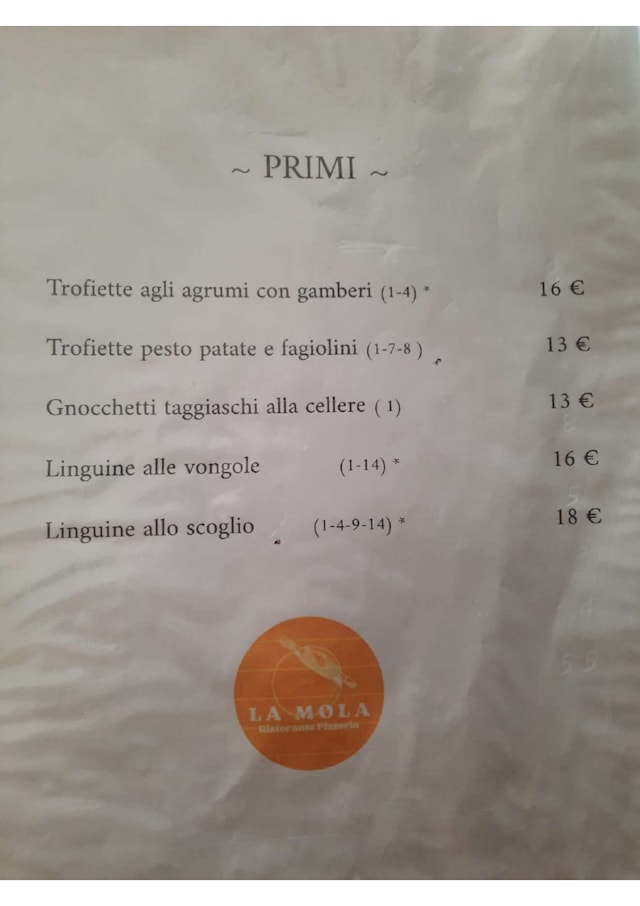 ~ PRIMI ~
Trofiette agli agrumi con gamberi (1-4) * 16 €
Trofiette pesto patate e fagiolini (1-7-8 ) 13 €
Gnocchetti taggiaschi alla cellere ( 1) 13 €
Linguine alle vongole (1-14) * 16 €
Linguine allo scoglio (1-4-9-14) * 18 €
LA MOLA
Ristorante Pizzeria